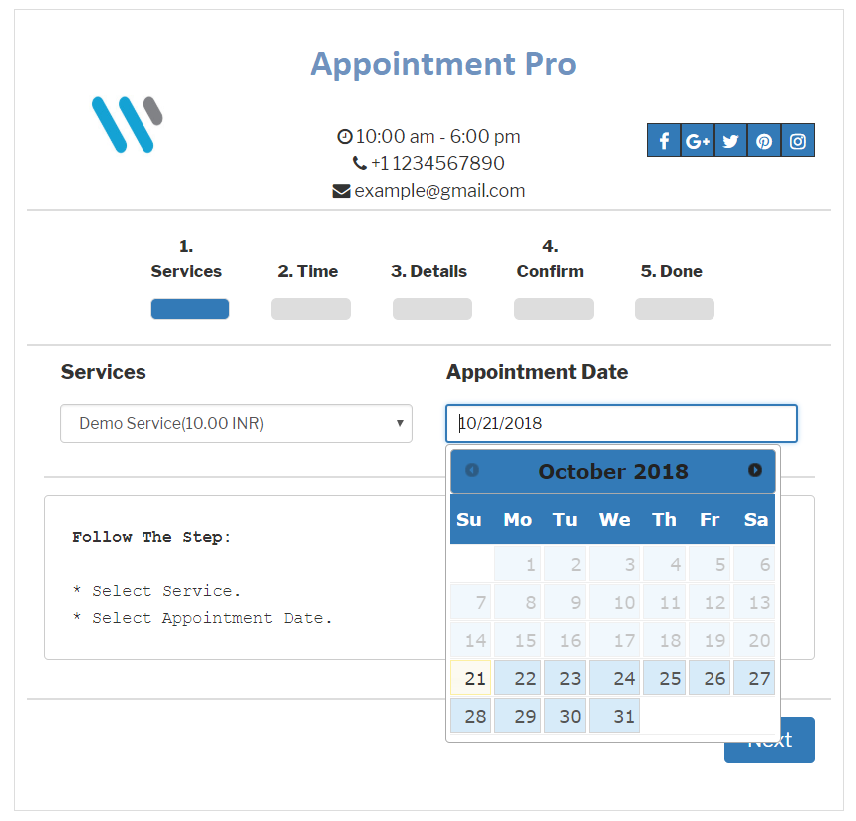 Appointment Pro
10:00 am - 6:00 pm
+11234567890
example@gmail.com
1.
Services
2. Time
3. Details
4.
Confirm
5. Done
Services
Appointment Date
Demo Service(10.00 INR)
10/21/2018
October 2018
Su Mo Tu We Th Fr Sa
1 2 3 4 5 6
7 8 9 10 11 12 13
14 15 16 17 18 19 20
21 22 23 24 25 26 27
28 29 30 31
Follow The Step:
* Select Service.
* Select Appointment Date.
Next